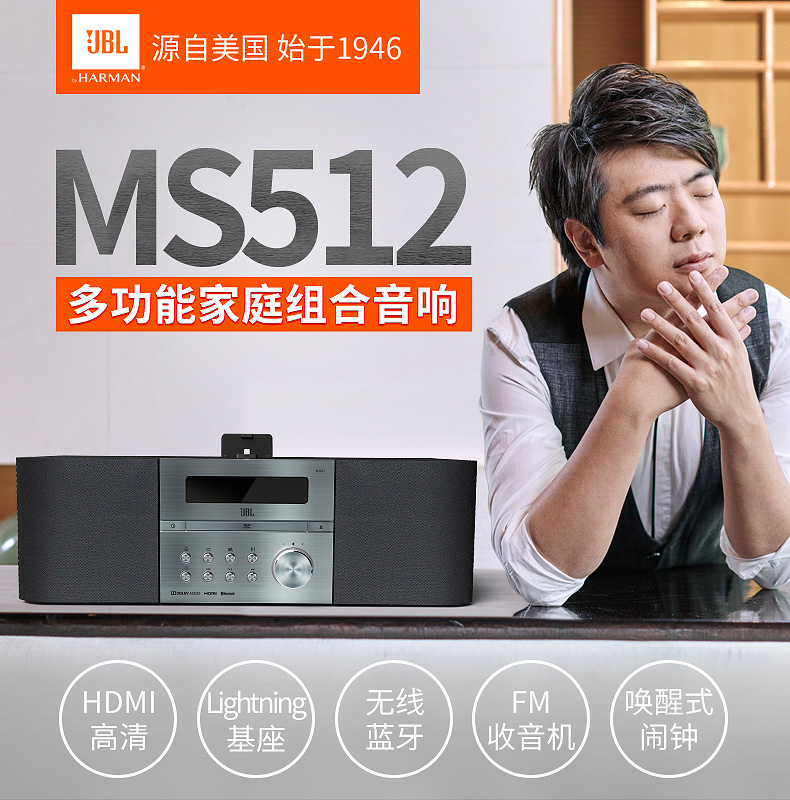 JBL
by HARMAN
源自美国 始于1946
MS512
多功能家庭组合音响
JBL
DOLBY AUDIO HDMI Bluetooth
HDMI
高清
Lightning
基座
无线
蓝牙
FM
收音机
唤醒式
闹钟